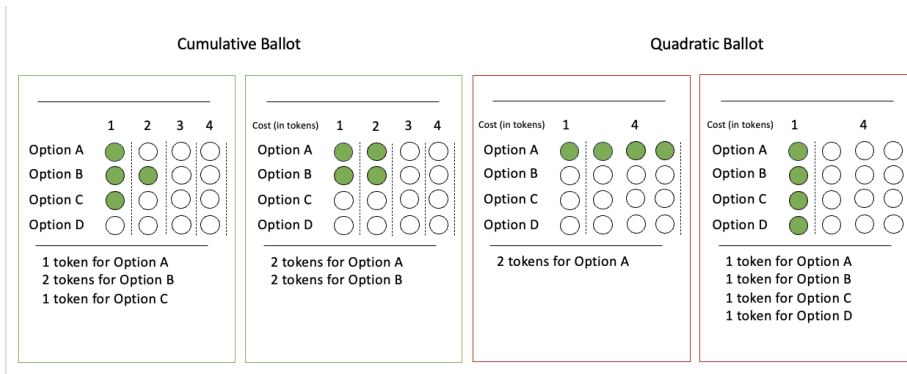 Cumulative Ballot
Quadratic Ballot
1 2 3 4
Option A
Option B
Option C
Option D
1 token for Option A
2 tokens for Option B
1 token for Option C
Cost (in tokens) 1 2 3 4
Option A
Option B
Option C
Option D
2 tokens for Option A
2 tokens for Option B
Cost (in tokens) 1 4
Option A
Option B
Option C
Option D
2 tokens for Option A
Cost (in tokens) 1 4
Option A
Option B
Option C
Option D
1 token for Option A
1 token for Option B
1 token for Option C
1 token for Option D